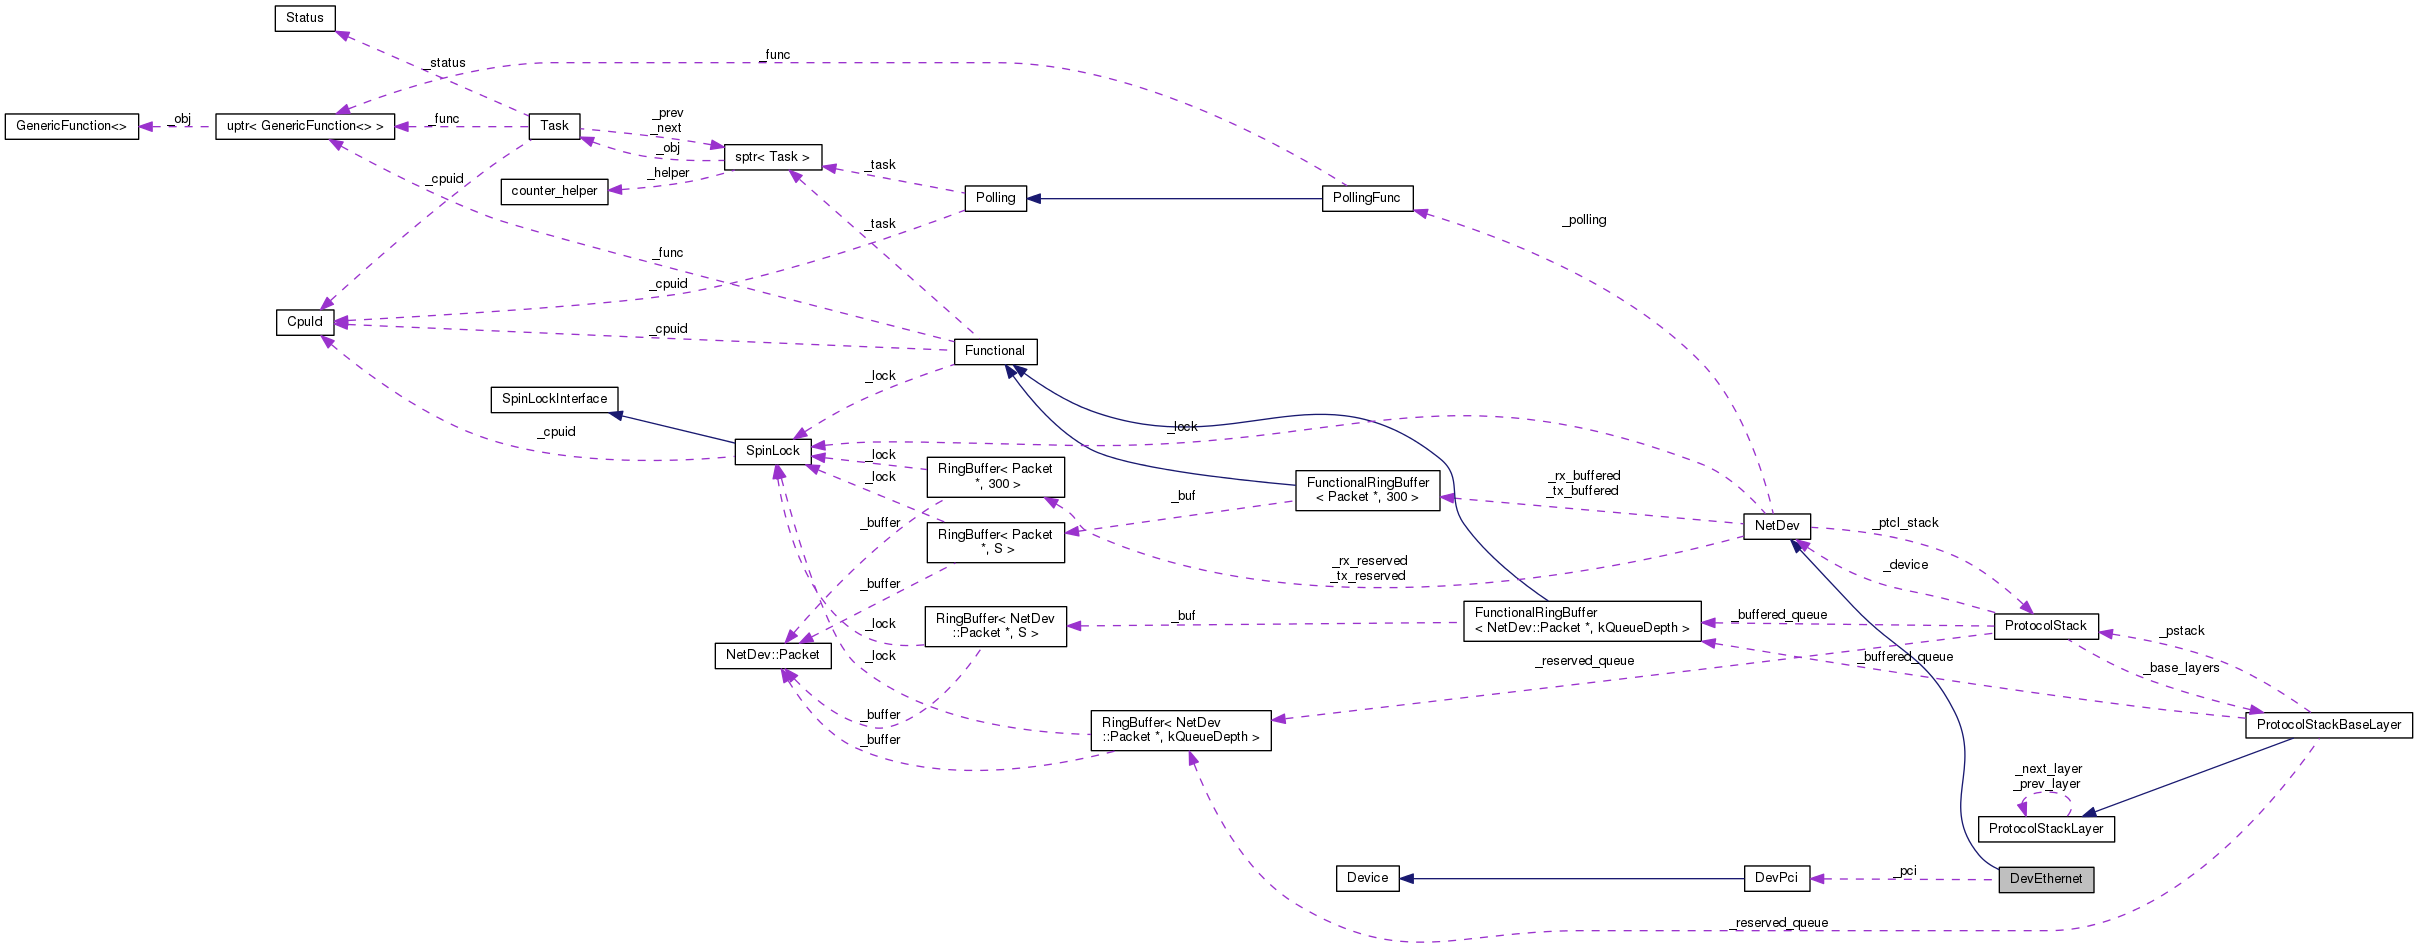 Status
_status
_func
GenericFunction<>
_obj
uptr< GenericFunction<> >
_func
Task
_prev
_next
_obj
sptr< Task >
_helper
counter_helper
_task
Polling
PollingFunc
_cpuid
_task
_polling
_func
_cpuid
CpuId
_cpuid
Functional
_lock
SpinLockInterface
_cpuid
_lock
SpinLock
_lock
RingBuffer< Packet
*, 300 >
_lock
_buf
FunctionalRingBuffer
< Packet *, 300 >
_rx_buffered
_tx_buffered
_buffer
RingBuffer< Packet
*, S >
NetDev
_ptcl_stack
_rx_reserved
_tx_reserved
_device
_buffer
RingBuffer< NetDev
::Packet *, S >
_buf
FunctionalRingBuffer
< NetDev::Packet *, kQueueDepth >
_buffered_queue
ProtocolStack
_pstack
_lock
NetDev::Packet
_lock
_reserved_queue
_buffered_queue
_base_layers
_buffer
_buffer
RingBuffer< NetDev
::Packet *, kQueueDepth >
ProtocolStackBaseLayer
_next_layer
_prev_layer
ProtocolStackLayer
Device
DevPci
_pci
DevEthernet
_reserved_queue